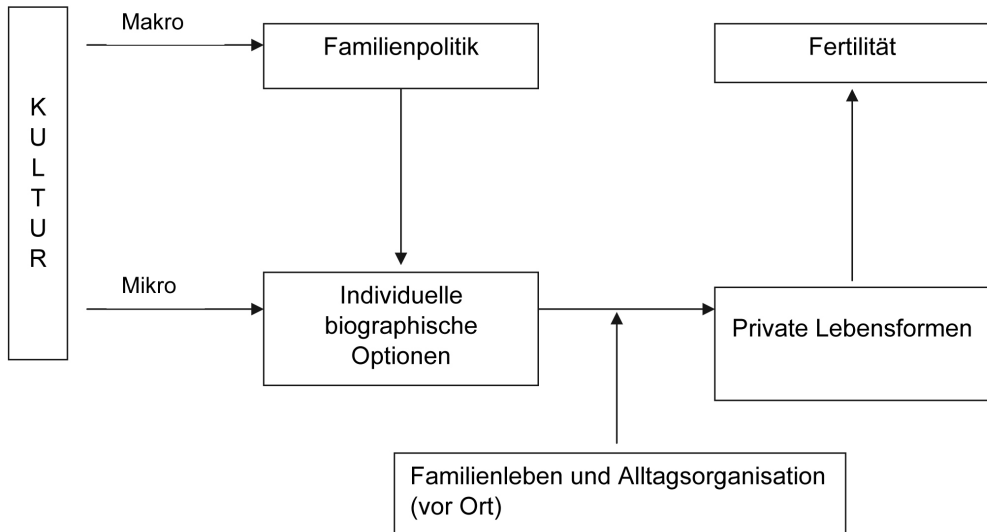 Makro
Familienpolitik
Fertilität
K
U
L
T
U
R
Mikro
Individuelle
biographische
Optionen
Private Lebensformen
Familienleben und Alltagsorganisation
(vor Ort)